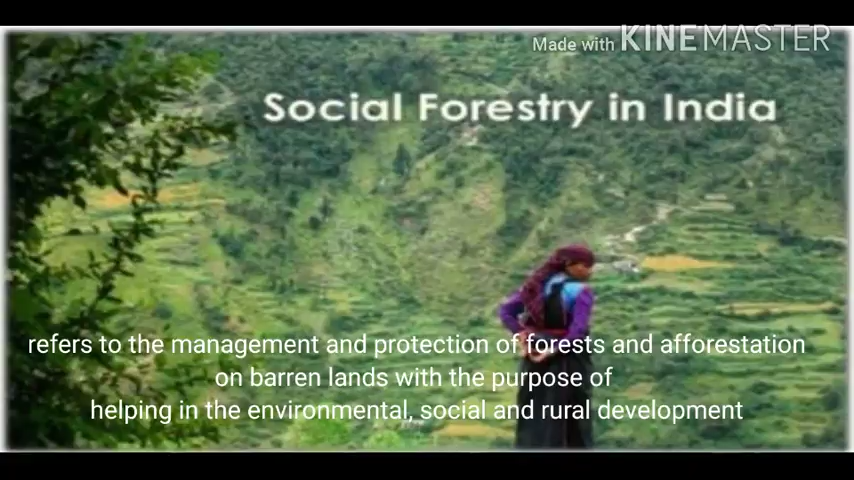 Made with KINEMASTER
Social Forestry in India
refers to the management and protection of forests and afforestation
on barren lands with the purpose of
helping in the environmental, social and rural development